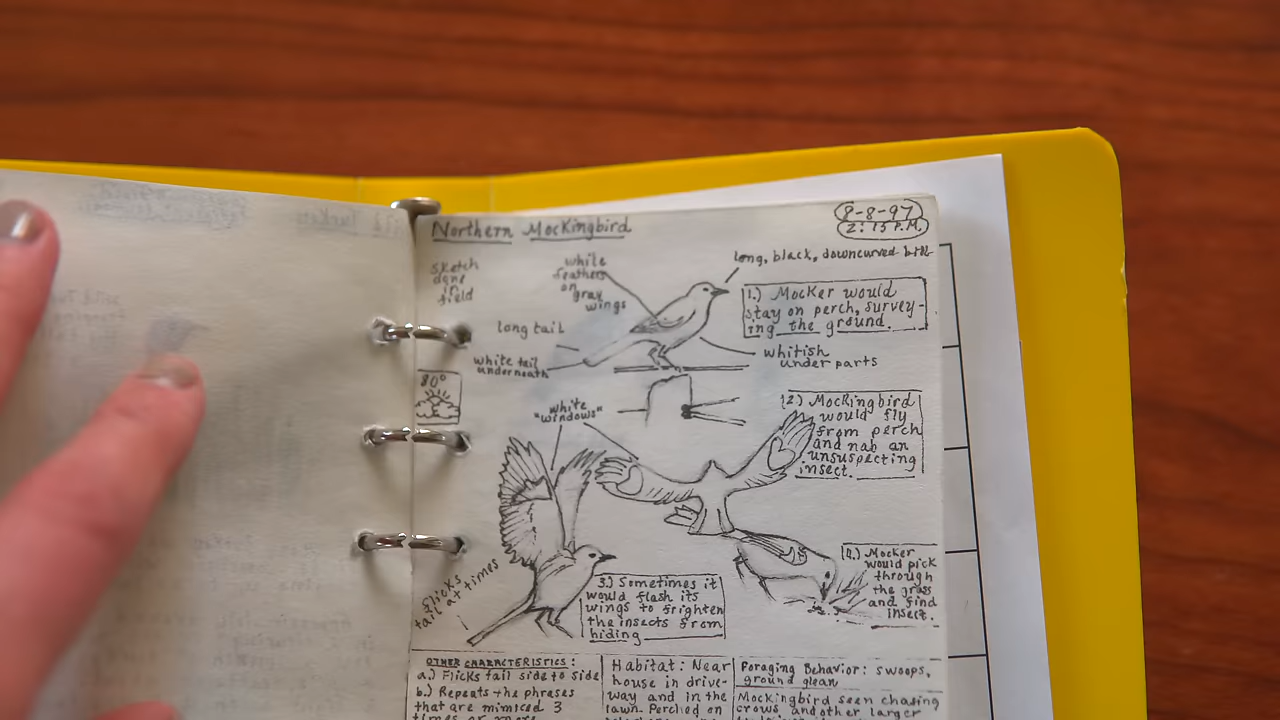 Northern Mockingbird
8-8-97
2:15 P.M.
sketch
done
in
field
white
feathers
on
gray
wings
long, black, downcurved bill
long tail
white tail
underneath
whitish
under parts
1.) Mocker would
stay on perch, survey-
ing the ground.
80°
white
"windows"
2.) Mockingbird
would fly
from perch
and nab an
unsuspecting
insect.
flicks
tail at times
3.) Sometimes it
would flash its
wings to frighten
the insects from
hiding
4.) Mocker
would pick
through
the grass
and find
insect.
OTHER CHARACTERISTICS:
a.) Flicks tail side to side
b.) Repeats the phrases
that are mimiced 3
times or more
Habitat: Near
house in drive-
way and in the
lawn. Perched on
Foraging Behavior: swoops,
ground glean
Mockingbird seen chasing
crows and other larger